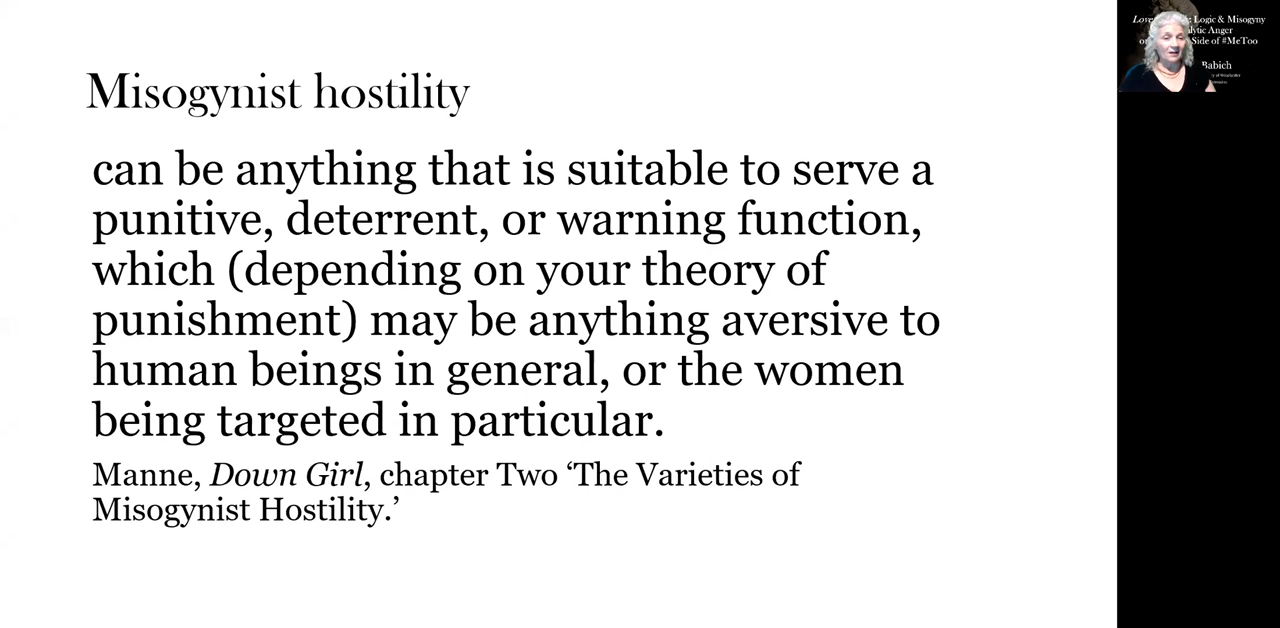 Misogynist hostility
can be anything that is suitable to serve a
punitive, deterrent, or warning function,
which (depending on your theory of
punishment) may be anything aversive to
human beings in general, or the women
being targeted in particular.
Manne, Down Girl, chapter Two ‘The Varieties of
Misogynist Hostility.’
Love Logic & Misogyny
Anger
Side of #MeToo
Babich